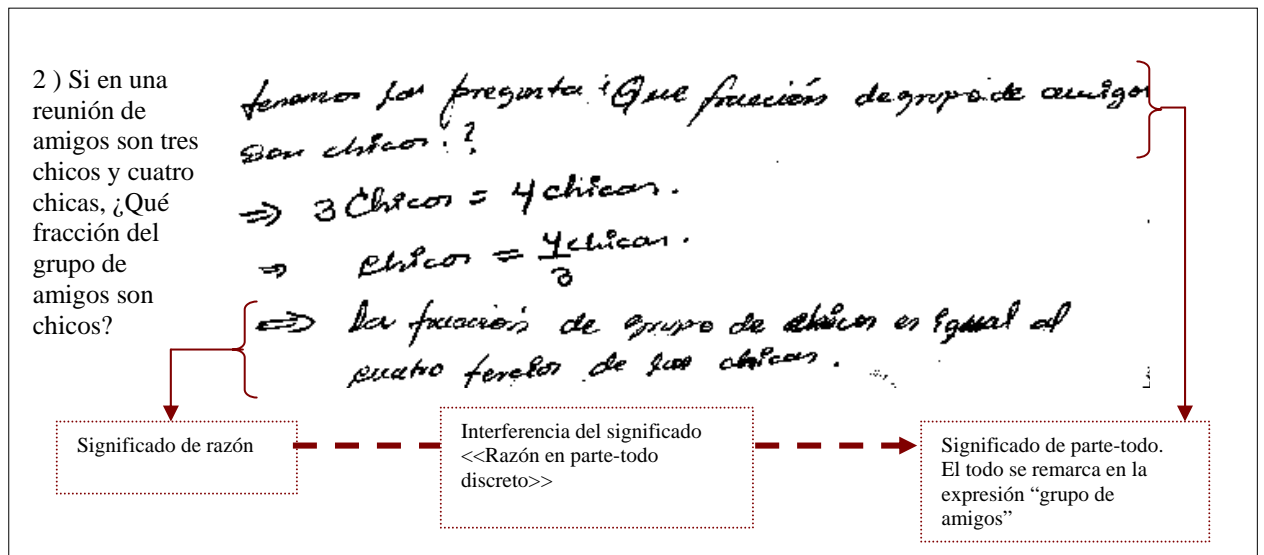 2 ) Si en una
reunión de
amigos son tres
chicos y cuatro
chicas, ¿Qué
fracción del
grupo de
amigos son
chicos?
tenemos la pregunta ¿Que fracción de grupo de amigos
son chicos.?
=> 3 Chicos = 4 chicas.
=> chicos = 4 chicas.
3
=> La fracción de grupo de chicos es igual al
cuatro tercios de las chicas.
Significado de razón
Interferencia del significado
<<Razón en parte-todo
discreto>>
Significado de parte-todo.
El todo se remarca en la
expresión “grupo de
amigos”